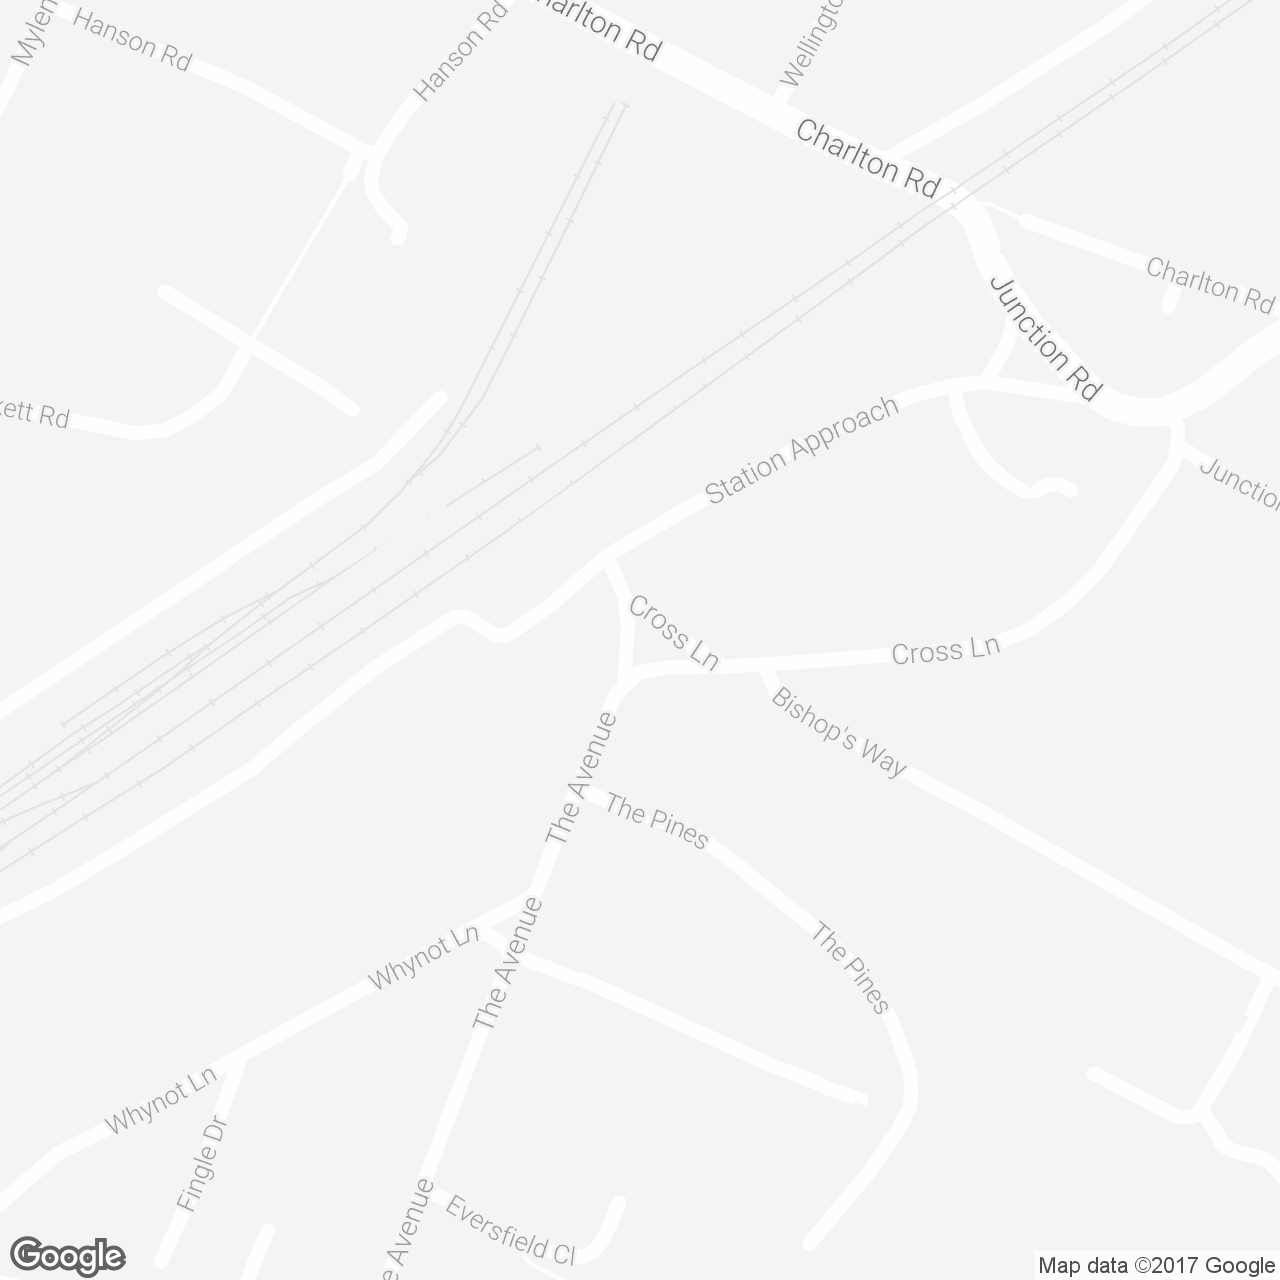 Hanson Rd
Hanson Rd
Charlton Rd
Charlton Rd
Charlton Rd
Junction Rd
Station Approach
Cross Ln
Cross Ln
Bishop's Way
The Avenue
The Pines
The Pines
Whynot Ln
The Avenue
Whynot Ln
Fingle Dr
The Avenue
Eversfield Cl
Google
Map data ©2017 Google